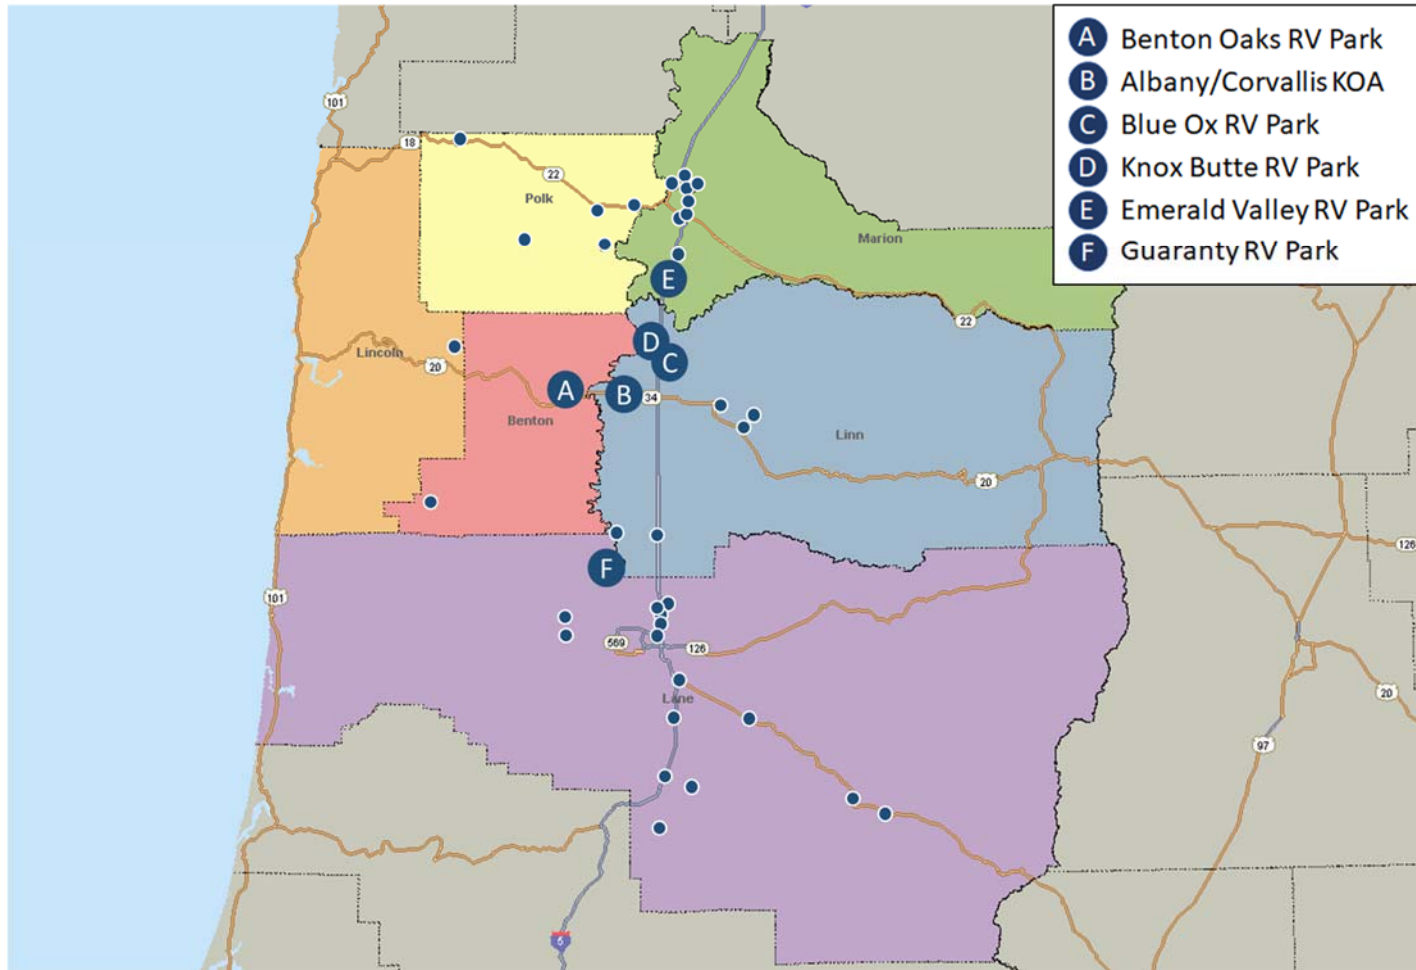 A Benton Oaks RV Park
B Albany/Corvallis KOA
C Blue Ox RV Park
D Knox Butte RV Park
E Emerald Valley RV Park
F Guaranty RV Park
101
18
22
Polk
Marion
E
22
D
Lincoln
20
C
A
B
34
Benton
Linn
20
126
F
101
569
126
Lane
20
97